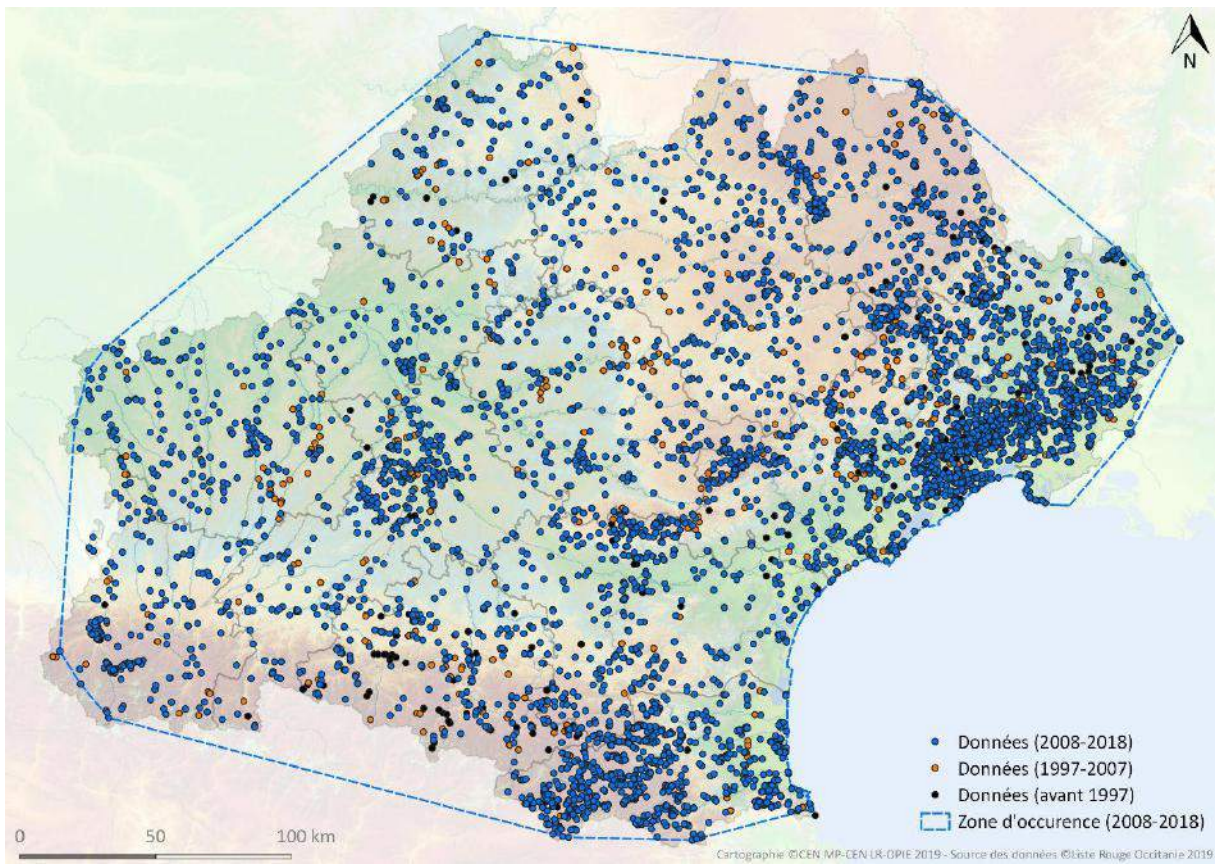 N
Données (2008-2018)
Données (1997-2007)
Données (avant 1997)
Zone d'occurence (2008-2018)
0 50 100 km
Cartographie ©CEN MP-CEN LR-OPIE 2019 - Source des données ©Liste Rouge Occitanie 2019